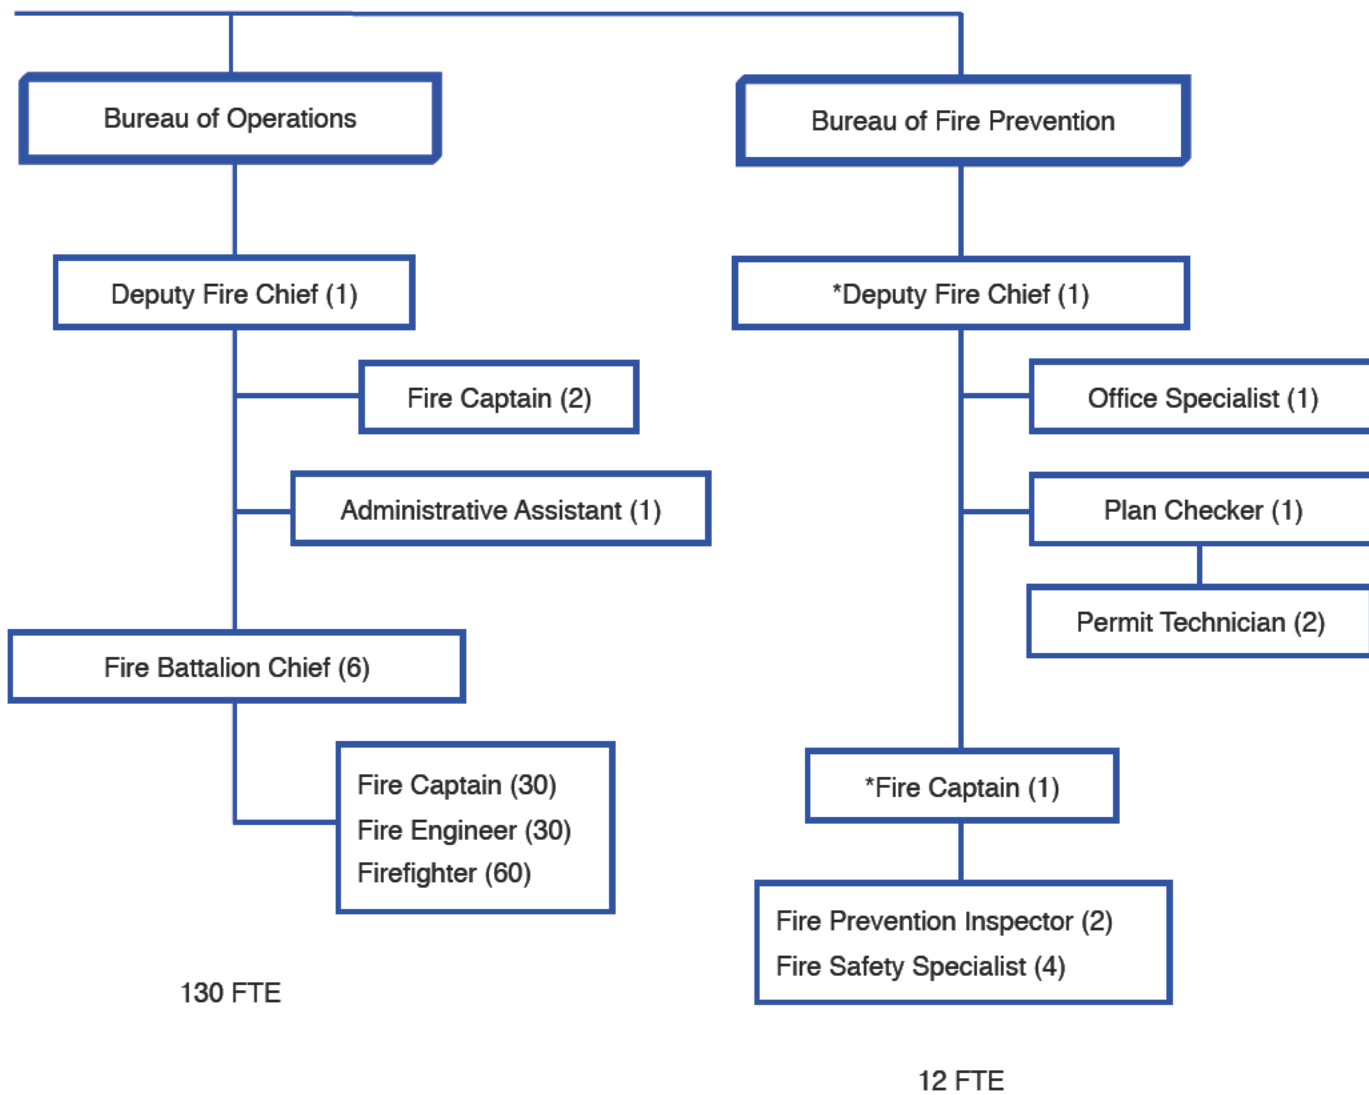 Bureau of Operations
Deputy Fire Chief (1)
Fire Captain (2)
Administrative Assistant (1)
Fire Battalion Chief (6)
Fire Captain (30)
Fire Engineer (30)
Firefighter (60)
130 FTE
Bureau of Fire Prevention
*Deputy Fire Chief (1)
Office Specialist (1)
Plan Checker (1)
Permit Technician (2)
*Fire Captain (1)
Fire Prevention Inspector (2)
Fire Safety Specialist (4)
12 FTE